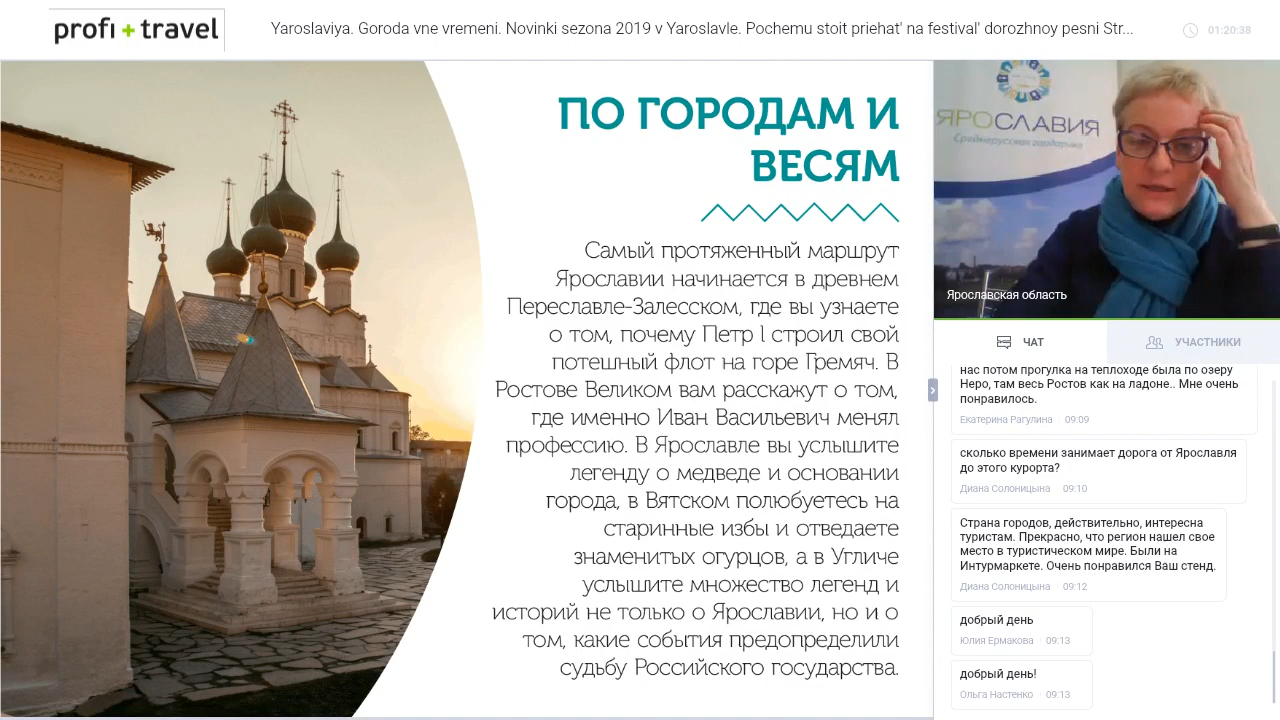 profi + travel
Yaroslaviya. Goroda vne vremeni. Novinki sezona 2019 v Yaroslavle. Pochemu stoit priehat' na festival' dorozhnoy pesni Str...
01:20:38
ПО ГОРОДАМ И
ВЕСЯМ
Самый протяженный маршрут
Ярославии начинается в древнем
Переславле-Залесском, где вы узнаете
о том, почему Петр l строил свой
потешный флот на горе Гремяч. В
Ростове Великом вам расскажут о том,
где именно Иван Васильевич менял
профессию. В Ярославле вы услышите
легенду о медведе и основании
города, в Вятском полюбуетесь на
старинные избы и отведаете
знаменитых огурцов, а в Угличе
услышите множество легенд и
историй не только о Ярославии, но и о
том, какие события предопределили
судьбу Российского государства.
ЯРОСЛАВИЯ
Среднерусская гардарика
Ярославская область
ЧАТ
УЧАСТНИКИ
нас потом прогулка на теплоходе была по озеру
Неро, там весь Ростов как на ладоне.. Мне очень
понравилось.
Екатерина Рагулина 09:09
сколько времени занимает дорога от Ярославля
до этого курорта?
Диана Солоницына 09:10
Страна городов, действительно, интересна
туристам. Прекрасно, что регион нашел свое
место в туристическом мире. Были на
Интурмаркете. Очень понравился Ваш стенд.
Диана Солоницына 09:12
добрый день
Юлия Ермакова 09:13
добрый день!
Ольга Настенко 09:13